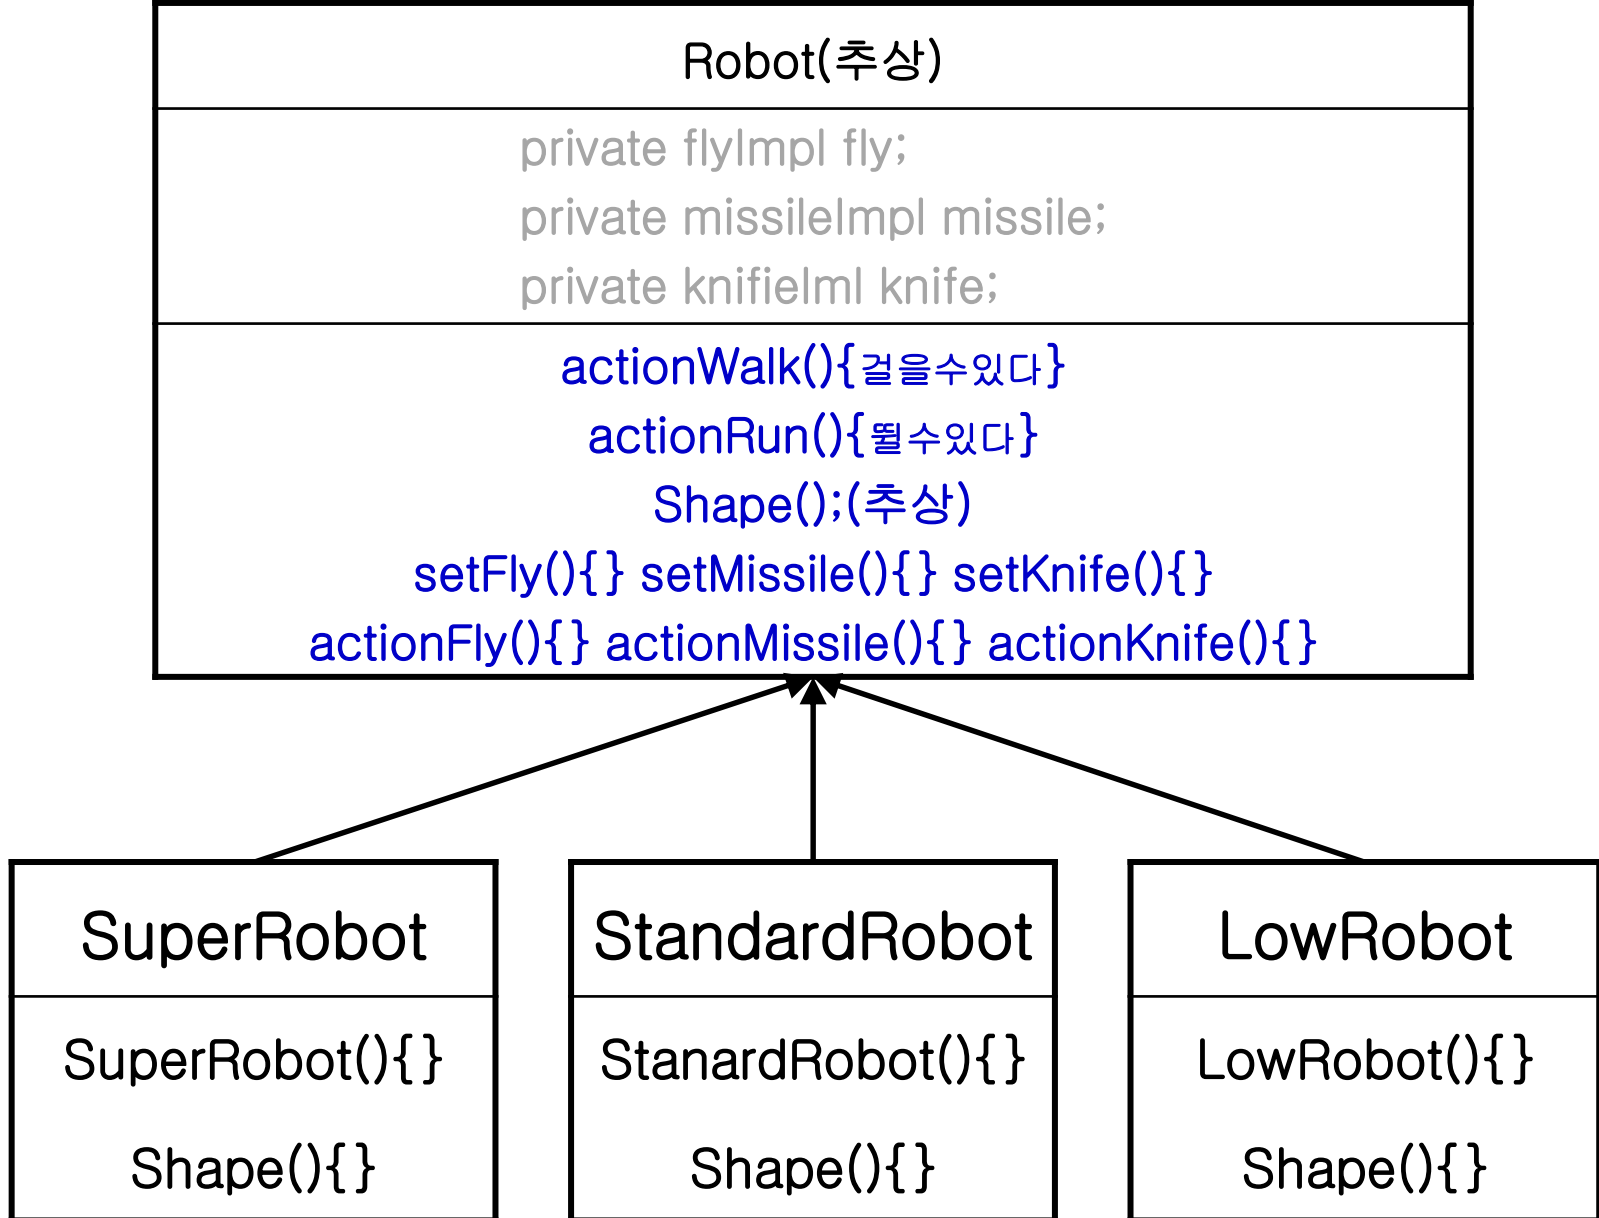 Robot(추상)
private flyImpl fly;
private missileImpl missile;
private knifieIml knife;
actionWalk(){걸을수있다}
actionRun(){뛸수있다}
Shape();(추상)
setFly(){} setMissile(){} setKnife(){}
actionFly(){} actionMissile(){} actionKnife(){}
SuperRobot
SuperRobot(){}
Shape(){}
StandardRobot
StanardRobot(){}
Shape(){}
LowRobot
LowRobot(){}
Shape(){}